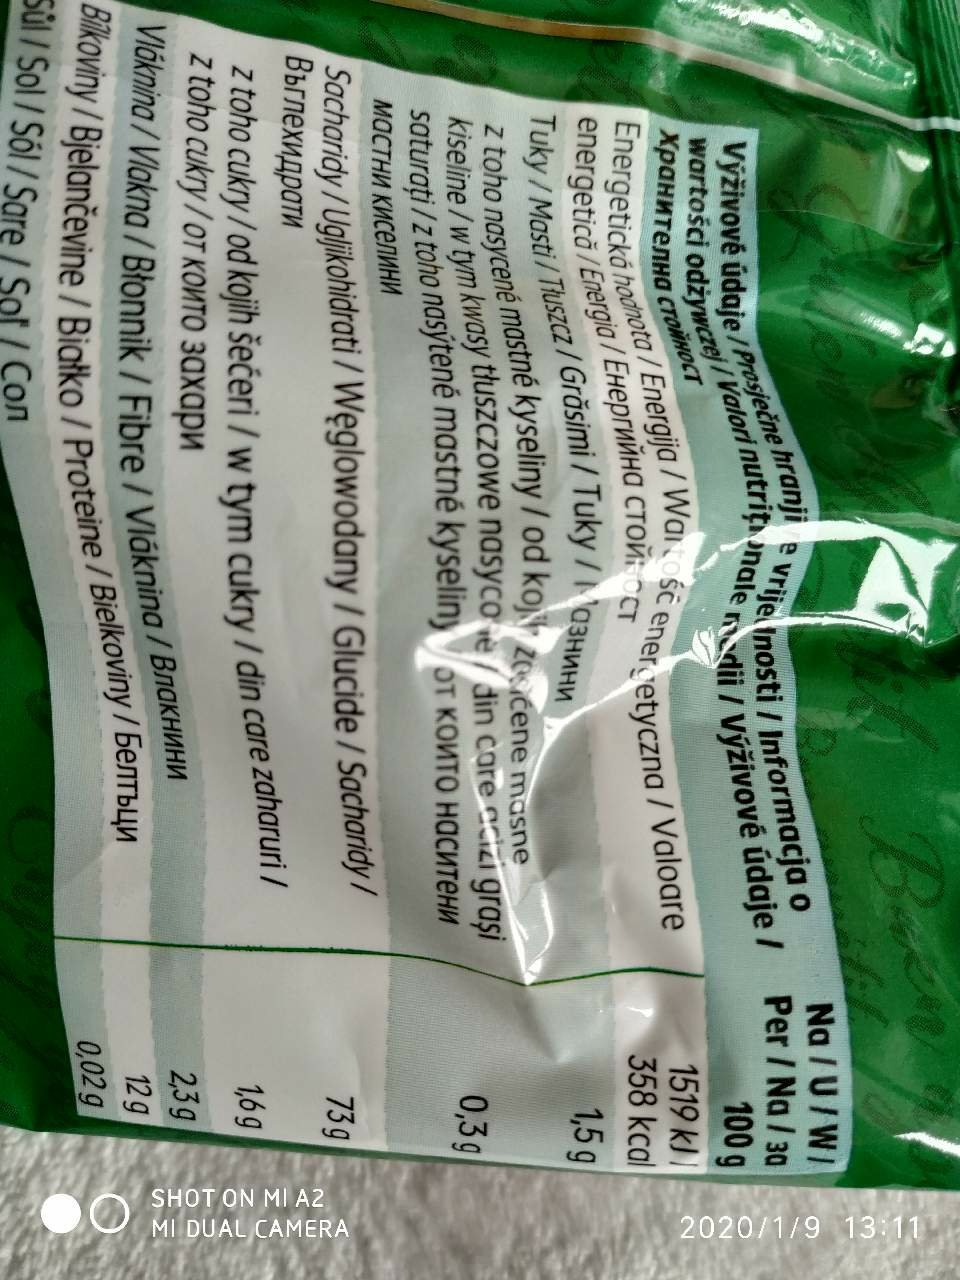 Výživové údaje / Prosječne hranjive vrijednosti / Informacja o
wartości odżywczej / Valori nutriționale medii / Výživové údaje /
Хранителна стойност
Na / U / W /
Per / Na / за
100 g
Energetická hodnota / Energija / Wartość energetyczna / Valoare
energetică / Energia / Енергийна стойност
1519 kJ /
358 kcal
Tuky / Masti / Tłuszcz / Grăsimi / Tuky / Мазнини
1,5 g
z toho nasycené mastné kyseliny / od kojih zasićene masne
kiseline / w tym kwasy tłuszczowe nasycone / din care acizi grași
saturați / z toho nasýtené mastné kyseliny / от които наситени
мастни киселини
0,3 g
Sacharidy / Ugljikohidrati / Węglowodany / Glucide / Sacharidy /
Въглехидрати
73 g
z toho cukry / od kojih šećeri / w tym cukry / din care zaharuri /
z toho cukry / от които захари
1,6 g
Vláknina / Vlakna / Błonnik / Fibre / Vláknina / Влакнини
2,3 g
Bílkoviny / Bjelančevine / Białko / Proteine / Bielkoviny / Белтъци
12 g
Sůl / Sol / Sól / Sare / Soľ / Сол
0,02 g
SHOT ON MI A2
MI DUAL CAMERA
2020/1/9 13:11